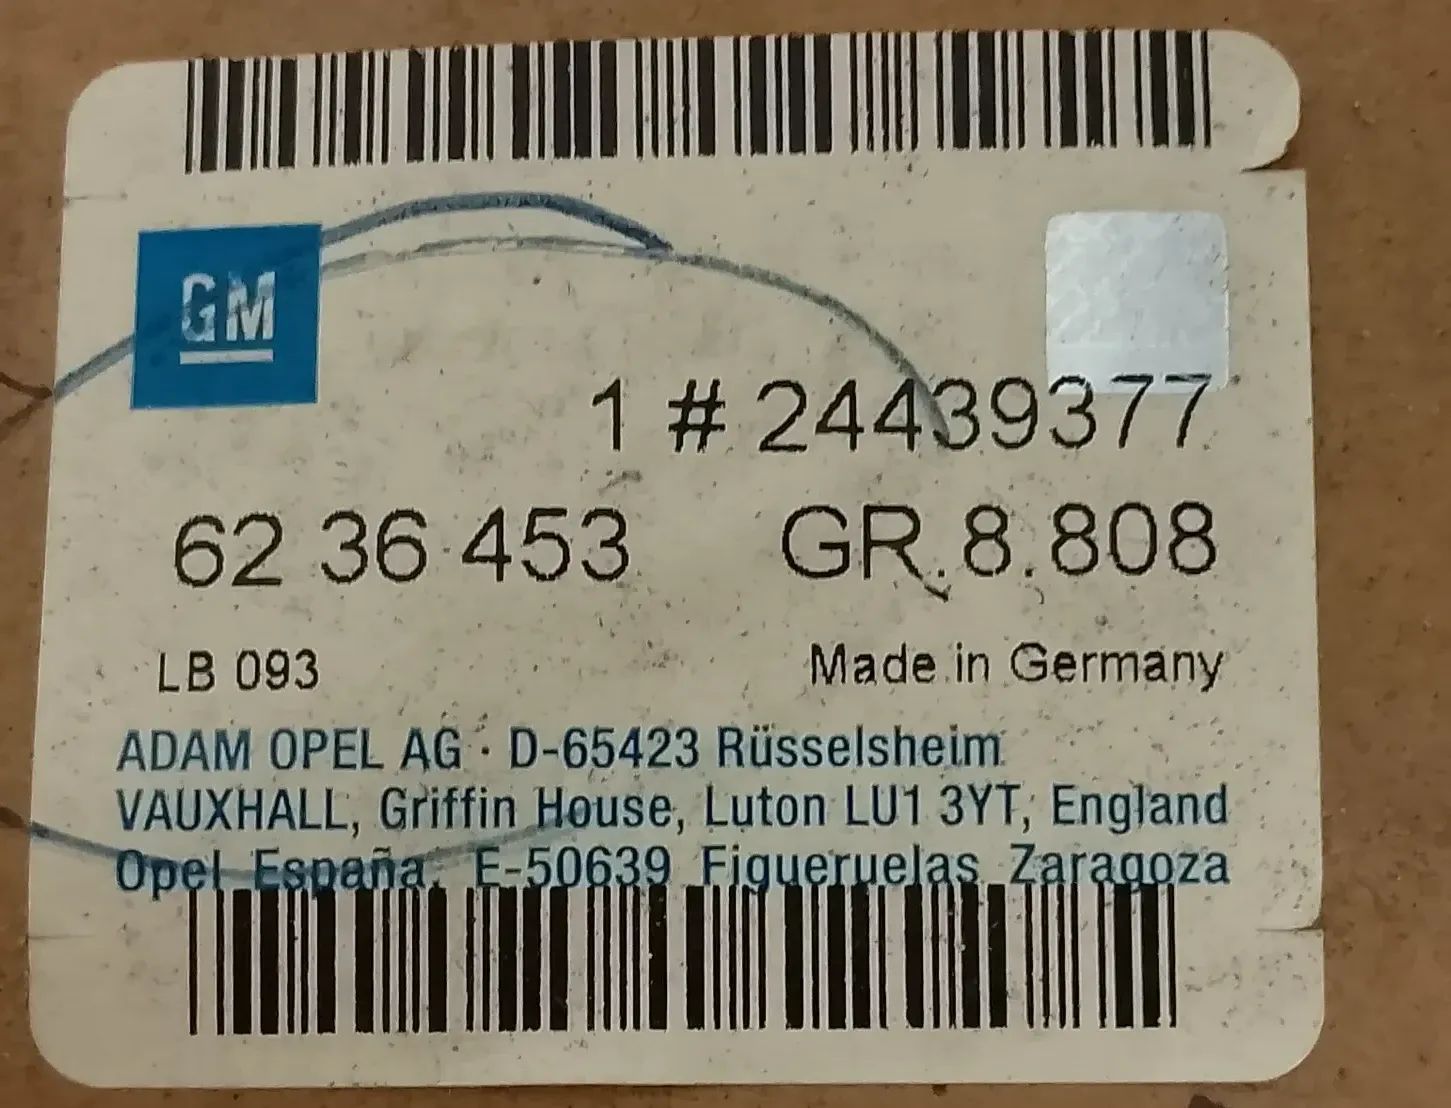 GM
1 # 24439377
62 36 453 GR.8.808
LB 093 Made in Germany
ADAM OPEL AG · D-65423 Rüsselsheim
VAUXHALL, Griffin House, Luton LU1 3YT, England
Opel España, E-50639 Figueruelas Zaragoza